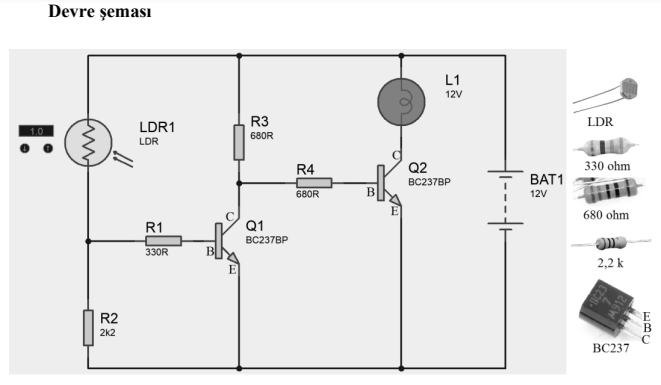 Devre şeması
1.0
LDR1
LDR
R1
330R
R2
2k2
R3
680R
R4
680R
B
C
E
Q1
BC237BP
L1
12V
B
C
E
Q2
BC237BP
BAT1
12V
LDR
330 ohm
680 ohm
2,2 k
E
B
C
BC237